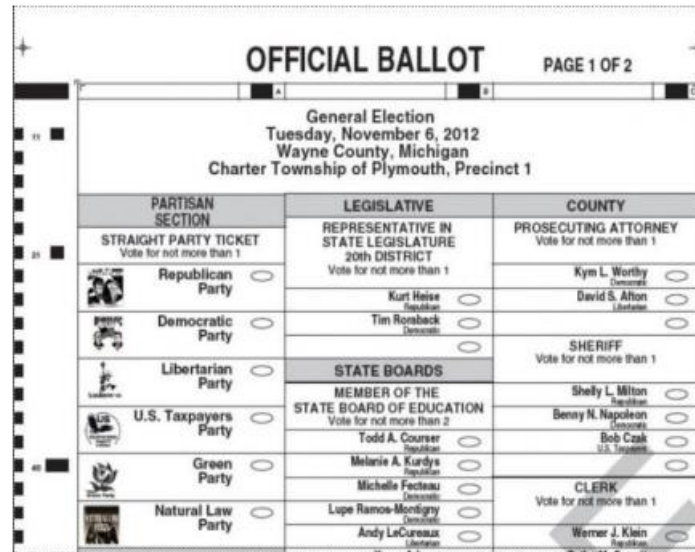 OFFICIAL BALLOT
PAGE 1 OF 2
A
B
C
General Election
Tuesday, November 6, 2012
Wayne County, Michigan
Charter Township of Plymouth, Precinct 1
11
21
40
PARTISAN
SECTION
STRAIGHT PARTY TICKET
Vote for not more than 1
Republican
Party
Democratic
Party
Libertarian
Party
U.S. Taxpayers
Party
Green
Party
Natural Law
Party
LEGISLATIVE
REPRESENTATIVE IN
STATE LEGISLATURE
20th DISTRICT
Vote for not more than 1
Kurt Heise
Republican
Tim Roraback
Democratic
STATE BOARDS
MEMBER OF THE
STATE BOARD OF EDUCATION
Vote for not more than 2
Todd A. Courser
Republican
Melanie A. Kurdys
Republican
Michelle Fecteau
Democratic
Lupe Ramos-Montigny
Democratic
Andy LeCureaux
Libertarian
COUNTY
PROSECUTING ATTORNEY
Vote for not more than 1
Kym L. Worthy
Democratic
David S. Afton
Libertarian
SHERIFF
Vote for not more than 1
Shelly L. Milton
Republican
Benny N. Napoleon
Democratic
Bob Czak
U.S. Taxpayers
CLERK
Vote for not more than 1
Werner J. Klein
Republican